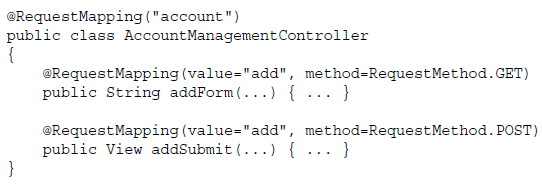 @RequestMapping("account")
public class AccountManagementController
{
    @RequestMapping(value="add", method=RequestMethod.GET)
    public String addForm(...) { ... }

    @RequestMapping(value="add", method=RequestMethod.POST)
    public View addSubmit(...) { ... }
}